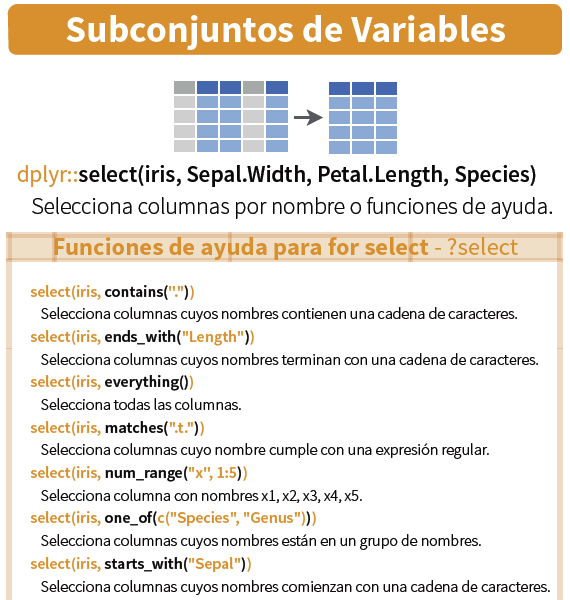 Subconjuntos de Variables
dplyr::select(iris, Sepal.Width, Petal.Length, Species)
Selecciona columnas por nombre o funciones de ayuda.
Funciones de ayuda para for select - ?select
select(iris, contains("."))
Selecciona columnas cuyos nombres contienen una cadena de caracteres.
select(iris, ends_with("Length"))
Selecciona columnas cuyos nombres terminan con una cadena de caracteres.
select(iris, everything())
Selecciona todas las columnas.
select(iris, matches(".t."))
Selecciona columnas cuyo nombre cumple con una expresión regular.
select(iris, num_range("x", 1:5))
Selecciona columna con nombres x1, x2, x3, x4, x5.
select(iris, one_of(c("Species", "Genus")))
Selecciona columnas cuyos nombres están en un grupo de nombres.
select(iris, starts_with("Sepal"))
Selecciona columnas cuyos nombres comienzan con una cadena de caracteres.